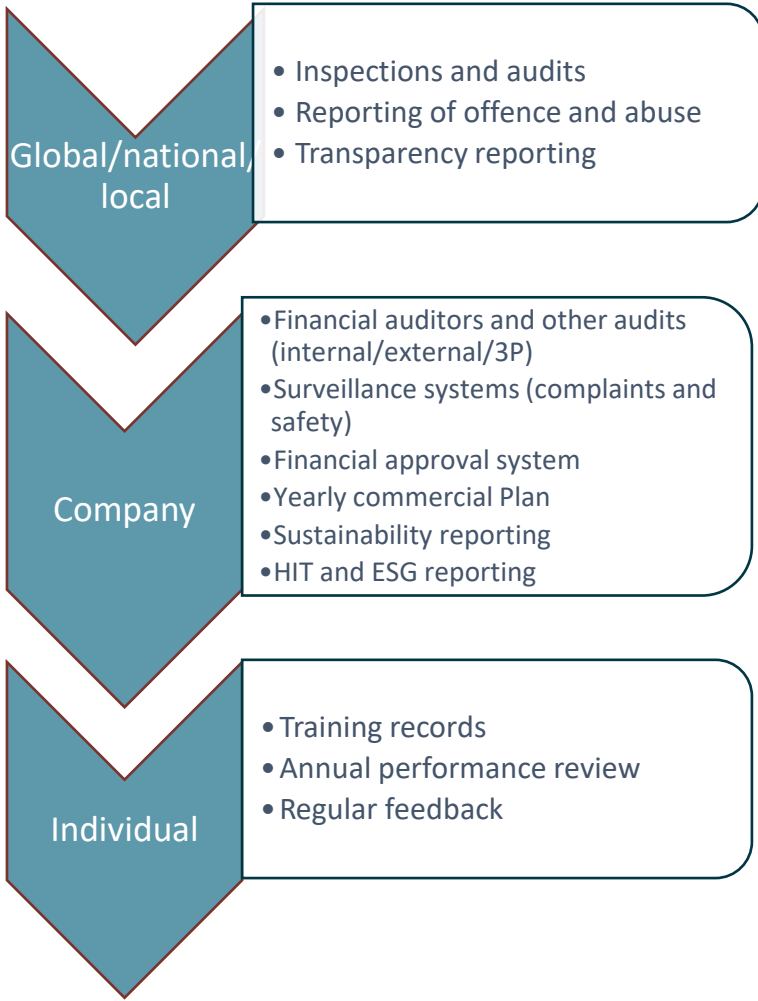 Global/national/
local
• Inspections and audits
• Reporting of offence and abuse
• Transparency reporting
Company
•Financial auditors and other audits
(internal/external/3P)
•Surveillance systems (complaints and
safety)
•Financial approval system
•Yearly commercial Plan
•Sustainability reporting
•HIT and ESG reporting
Individual
• Training records
• Annual performance review
• Regular feedback